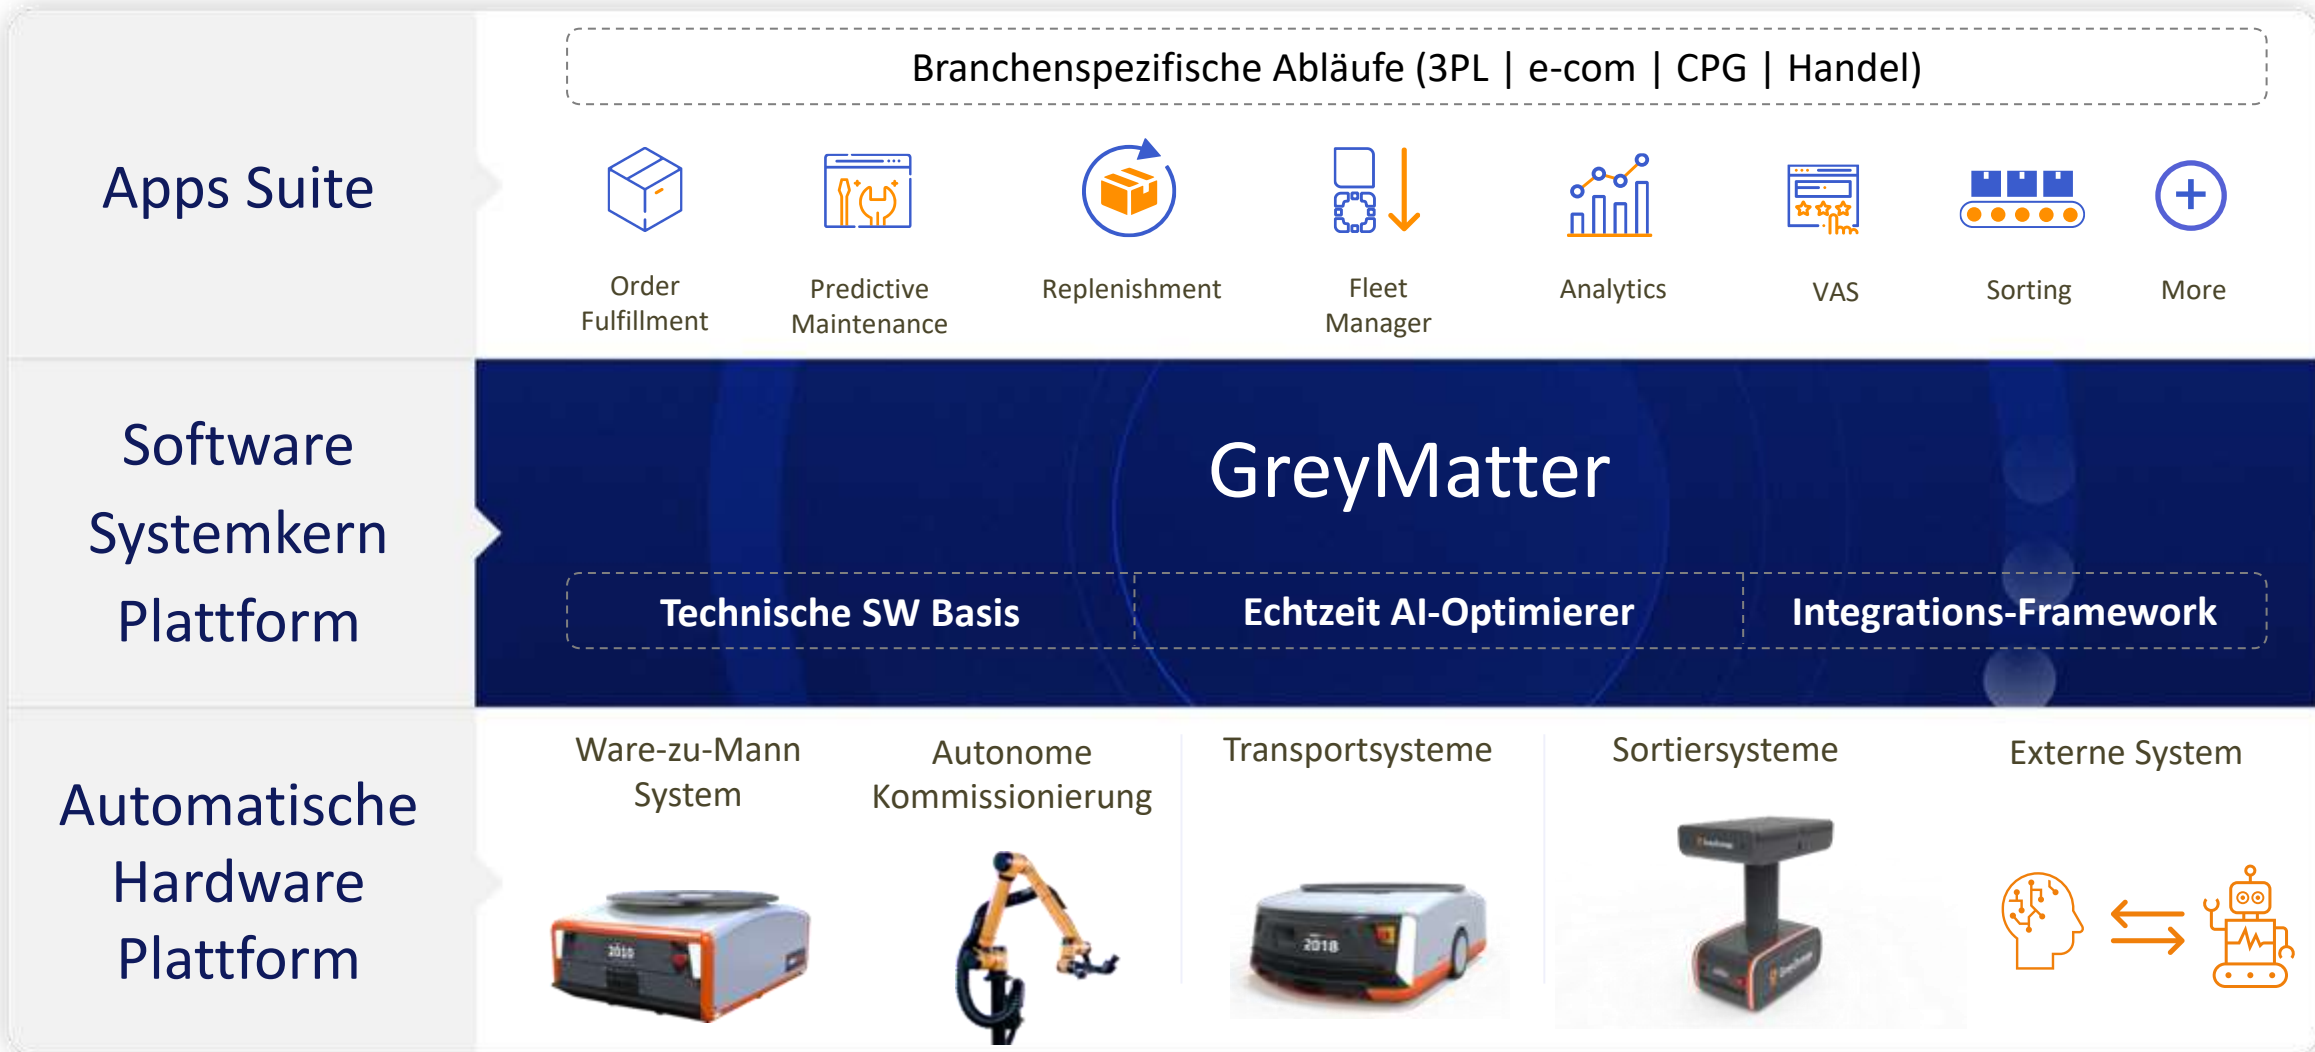 Branchenspezifische Abläufe (3PL | e-com | CPG | Handel)
Apps Suite
Order
Fulfillment
Predictive
Maintenance
Replenishment
Fleet
Manager
Analytics
VAS
Sorting
More
Software
Systemkern
Plattform
GreyMatter
Technische SW Basis
Echtzeit AI-Optimierer
Integrations-Framework
Automatische
Hardware
Plattform
Ware-zu-Mann
System
Autonome
Kommissionierung
Transportsysteme
Sortiersysteme
Externe System
2010
2018